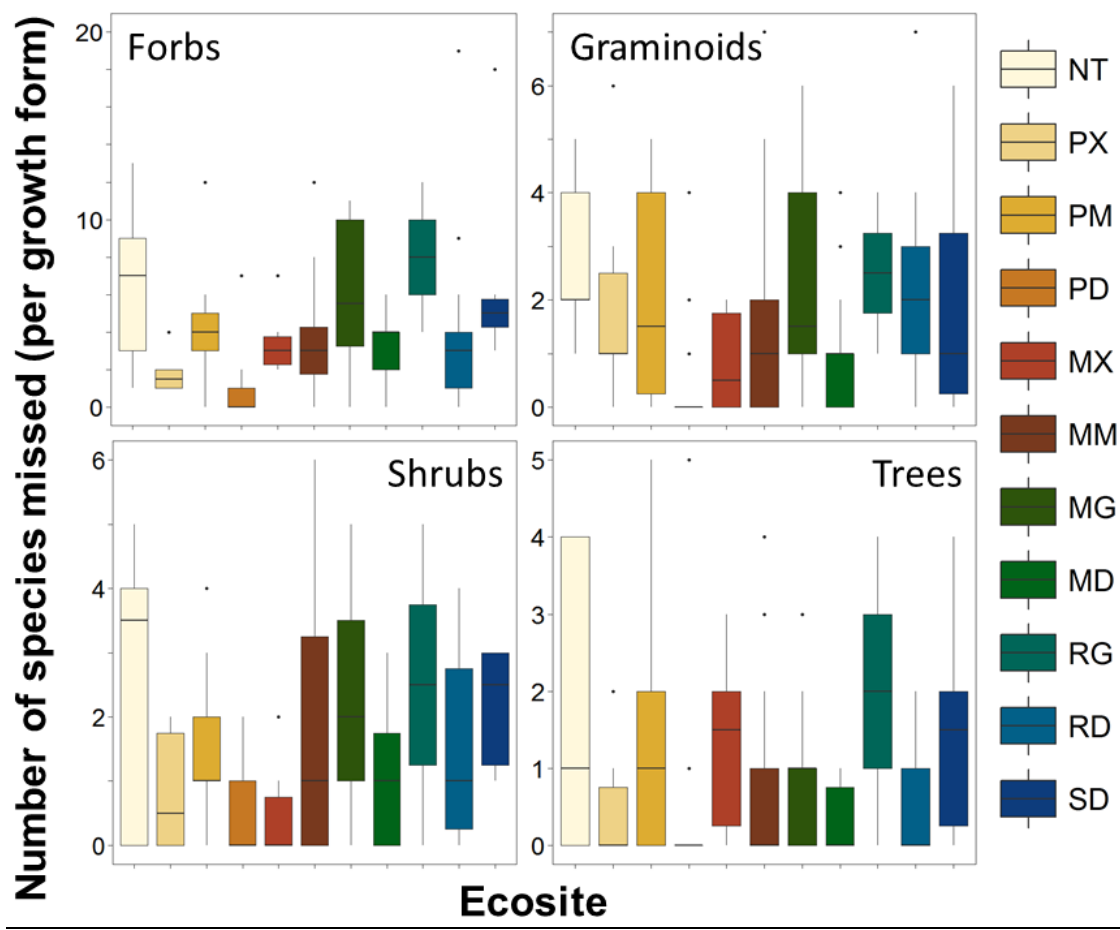 Number of species missed (per growth form)
Forbs
20
10
0
Graminoids
6
4
2
0
Shrubs
6
4
2
0
Trees
5
4
3
2
1
0
Ecosite
NT
PX
PM
PD
MX
MM
MG
MD
RG
RD
SD